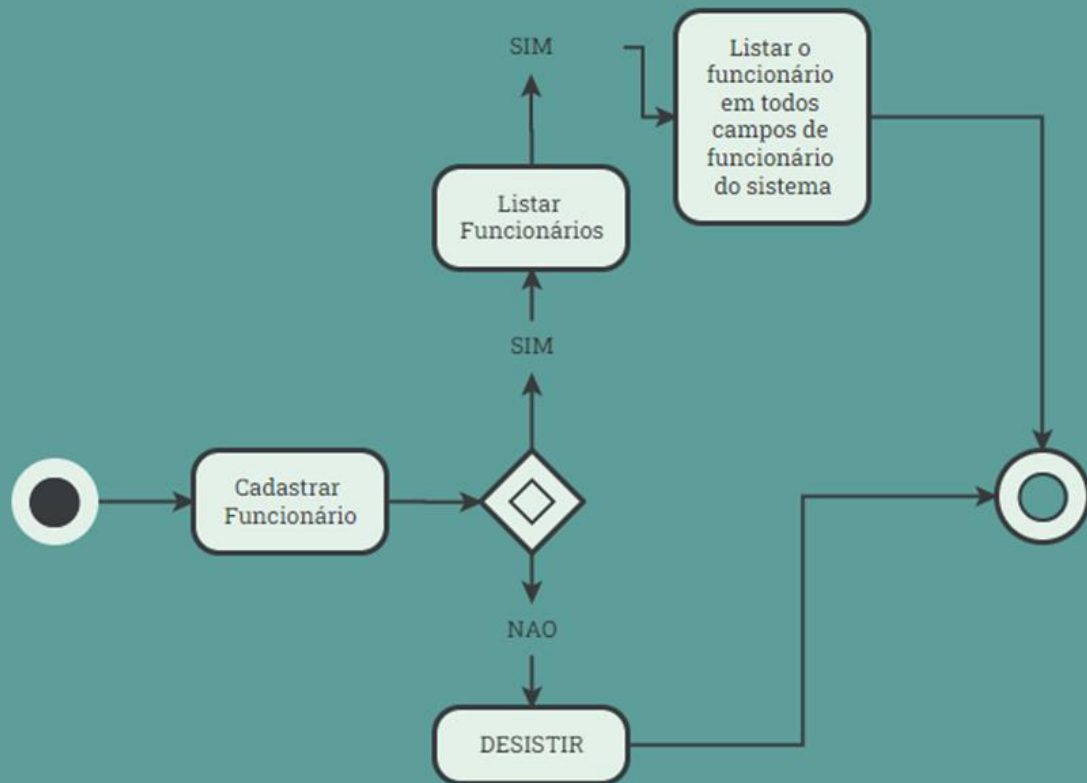 SIM
Listar o
funcionário
em todos
campos de
funcionário
do sistema
Listar
Funcionários
SIM
Cadastrar
Funcionário
NAO
DESISTIR